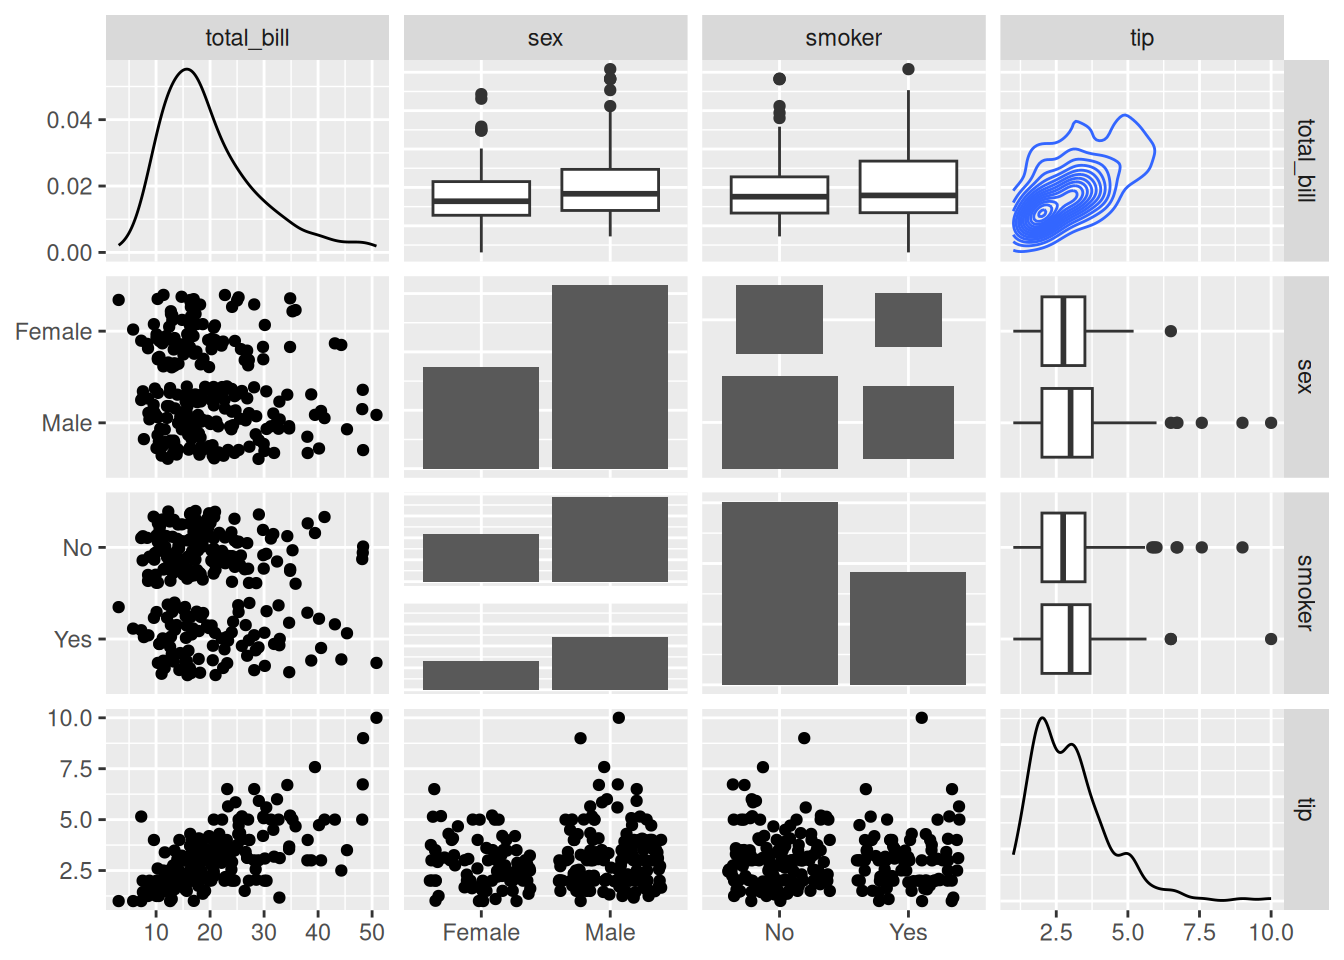 total_bill sex smoker tip
0.04
0.02
0.00
total_bill
Female
Male
sex
No
Yes
smoker
10.0
7.5
5.0
2.5
tip
10 20 30 40 50 Female Male No Yes 2.5 5.0 7.5 10.0